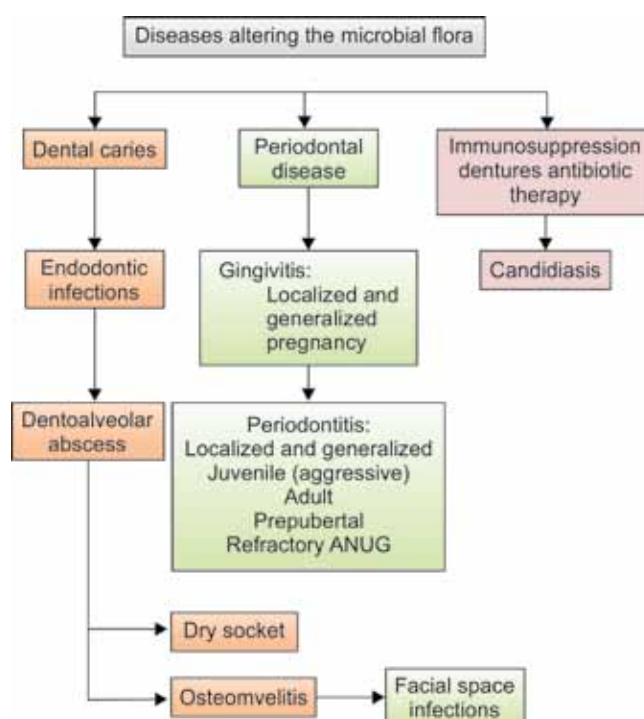 Diseases altering the microbial flora
Dental caries
Periodontal
disease
Immunosuppression
dentures antibiotic
therapy
Endodontic
infections
Gingivitis:
Localized and
generalized
pregnancy
Candidiasis
Dentoalveolar
abscess
Periodontitis:
Localized and generalized
Juvenile (aggressive)
Adult
Prepubertal
Refractory ANUG
Dry socket
Osteomvelitis
Facial space
infections